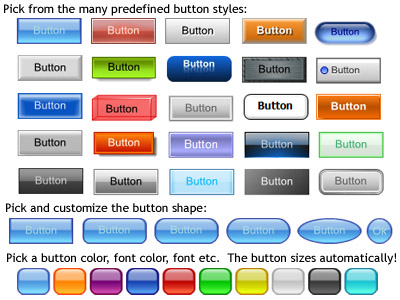 Pick from the many predefined button styles:
Button Button Button Button Button
Button Button Button Button Button
Button Button Button Button Button
Button Button Button Button Button
Button Button Button Button Button
Pick and customize the button shape:
Button Button Button Button Button Ok
Pick a button color, font color, font etc. The button sizes automatically!